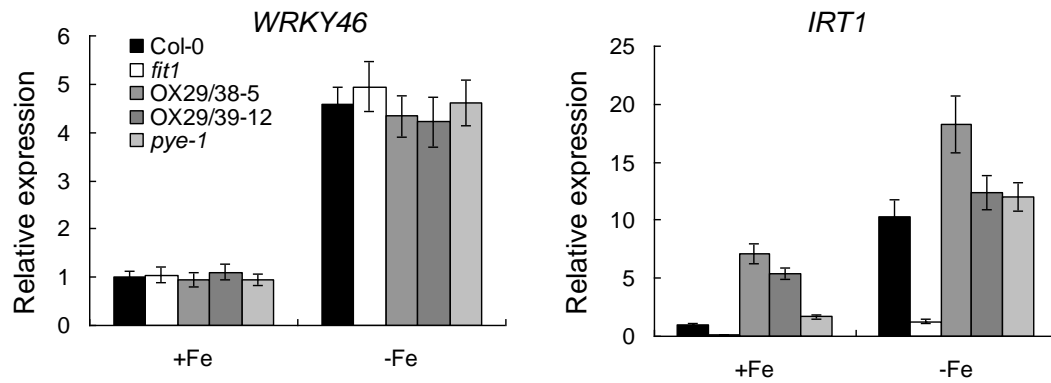 WRKY46
Relative expression
6
5
4
3
2
1
0
Col-0
fit1
OX29/38-5
OX29/39-12
pye-1
+Fe
-Fe
IRT1
Relative expression
25
20
15
10
5
0
+Fe
-Fe